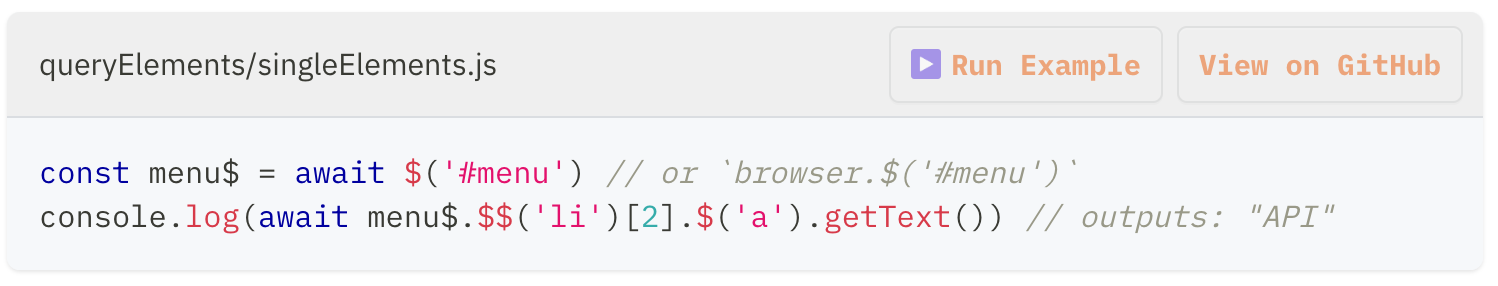 queryElements/singleElements.js
Run Example
View on GitHub
const menu$ = await $('#menu') // or `browser.$('#menu')`
console.log(await menu$.$$('li')[2].$('a').getText()) // outputs: "API"